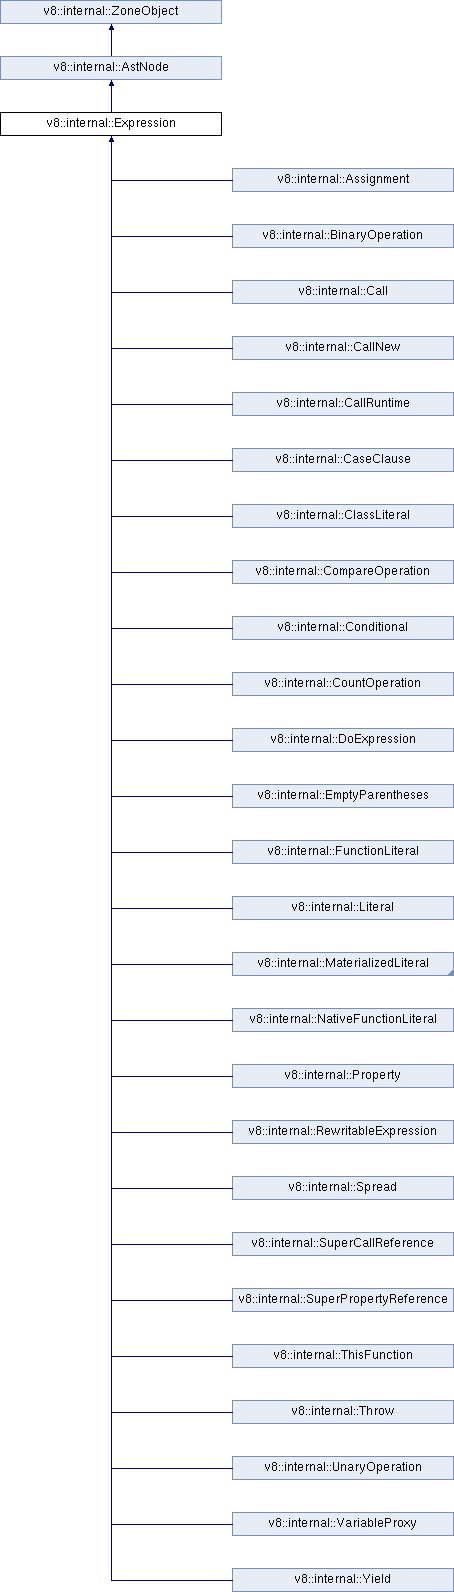 v8::internal::ZoneObject
v8::internal::AstNode
v8::internal::Expression
v8::internal::Assignment
v8::internal::BinaryOperation
v8::internal::Call
v8::internal::CallNew
v8::internal::CallRuntime
v8::internal::CaseClause
v8::internal::ClassLiteral
v8::internal::CompareOperation
v8::internal::Conditional
v8::internal::CountOperation
v8::internal::DoExpression
v8::internal::EmptyParentheses
v8::internal::FunctionLiteral
v8::internal::Literal
v8::internal::MaterializedLiteral
v8::internal::NativeFunctionLiteral
v8::internal::Property
v8::internal::RewritableExpression
v8::internal::Spread
v8::internal::SuperCallReference
v8::internal::SuperPropertyReference
v8::internal::ThisFunction
v8::internal::Throw
v8::internal::UnaryOperation
v8::internal::VariableProxy
v8::internal::Yield